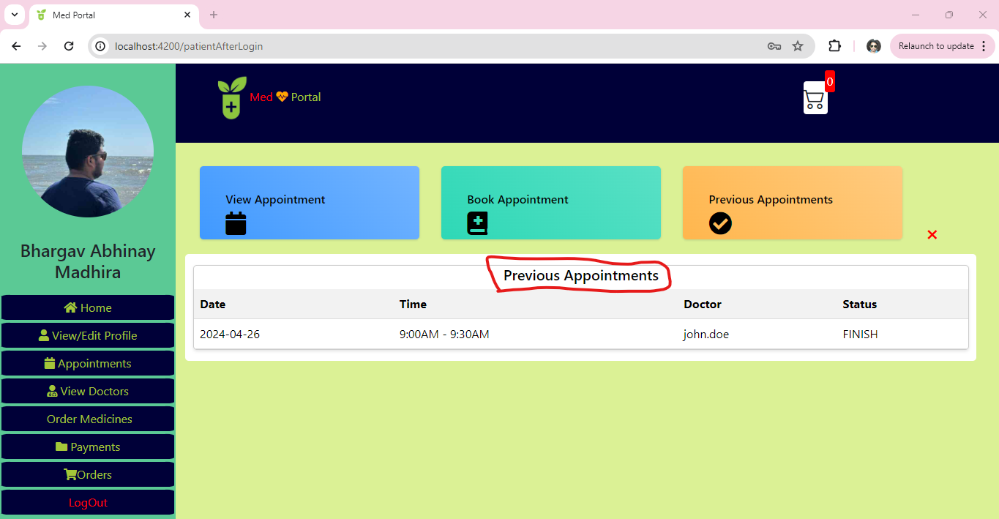 Med Portal
localhost:4200/patientAfterLogin
Relaunch to update
Med Portal
0
Bhargav Abhinay
Madhira
Home
View/Edit Profile
Appointments
View Doctors
Order Medicines
Payments
Orders
LogOut
View Appointment
Book Appointment
Previous Appointments
Previous Appointments
Date Time Doctor Status
2024-04-26 9:00AM - 9:30AM john.doe FINISH